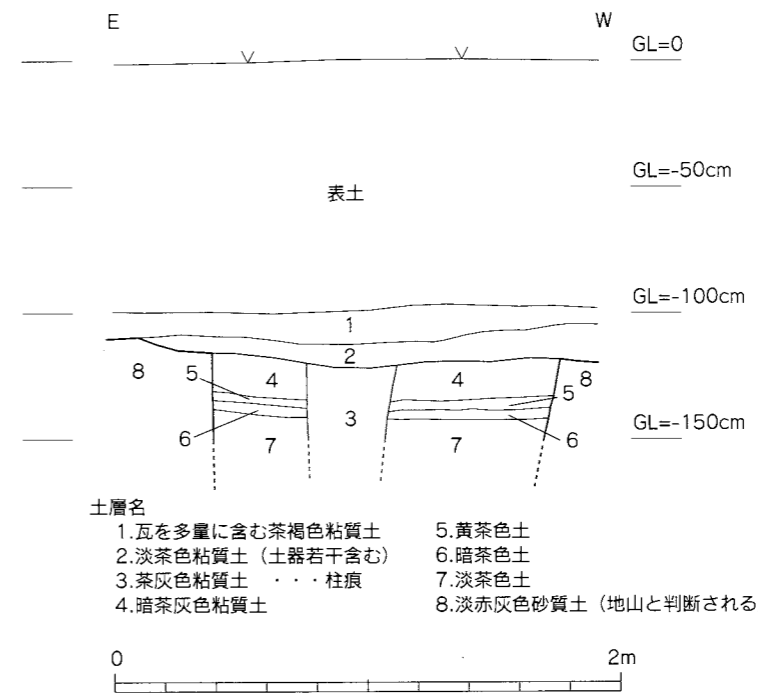 E
W
GL=0
GL=-50cm
表土
GL=-100cm
1
2
8
5
4
4
8
5
3
6
7
7
6
GL=-150cm
土層名
1.瓦を多量に含む茶褐色粘質土
2.淡茶色粘質土（土器若干含む）
3.茶灰色粘質土　・・・柱痕
4.暗茶灰色粘質土
5.黄茶色土
6.暗茶色土
7.淡茶色土
8.淡赤灰色砂質土（地山と判断される
0
2m